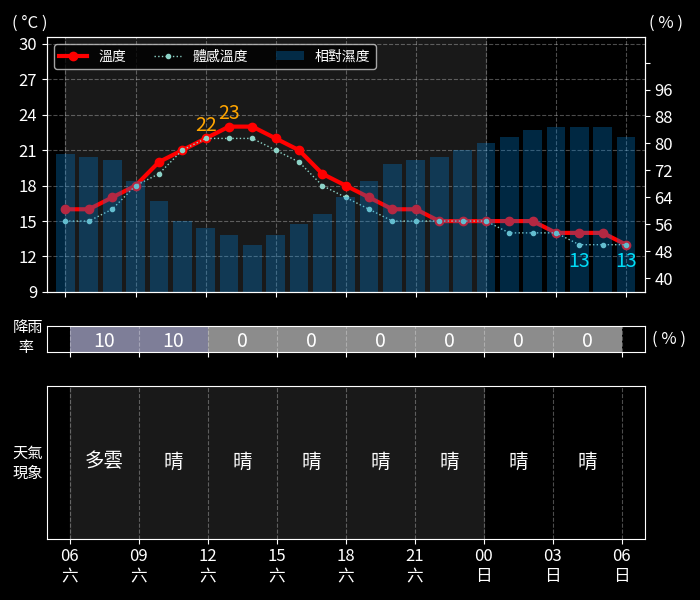 ( °C )
( % )
溫度 體感溫度 相對濕度
30
27
24
21
18
15
12
9
96
88
80
72
64
56
48
40
22
23
13
13
降雨
率
10 10 0 0 0 0 0 0
( % )
天氣
現象
多雲 晴 晴 晴 晴 晴 晴 晴
06 09 12 15 18 21 00 03 06
六 六 六 六 六 六 日 日 日